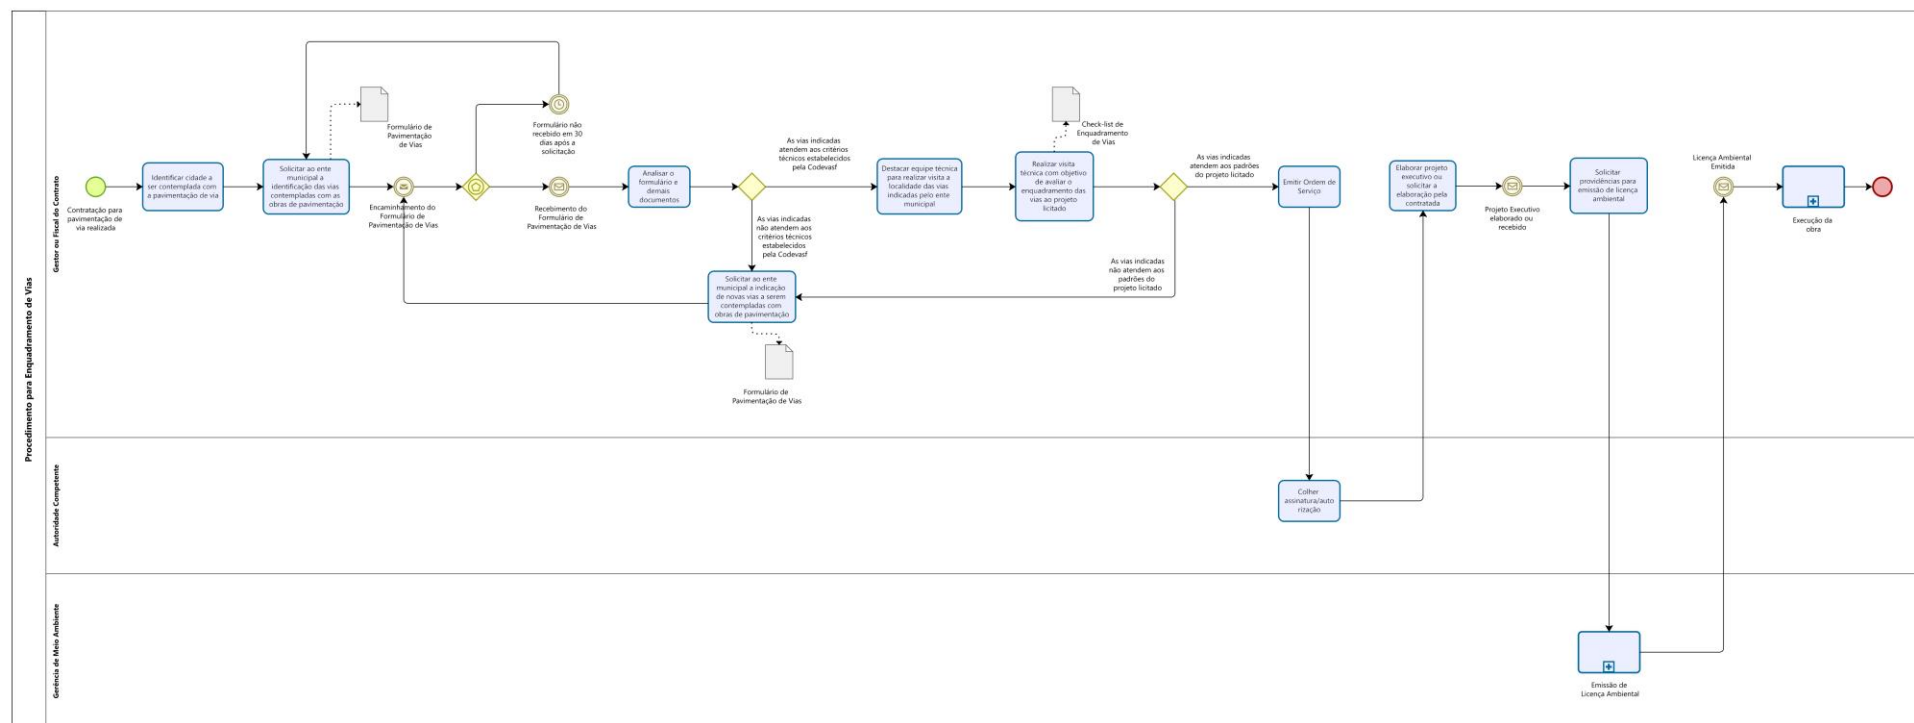 Procedimento para Enquadramento de Vias
Gestor ou Fiscal do Contrato
Contratação para
pavimentação de
via realizada
Identificar cidade a
ser contemplada com
a pavimentação de via
Solicitar ao ente
municipal a
identificação das vias
contempladas com as
obras de pavimentação
Formulário de
Pavimentação
de Vias
Encaminhamento do
Formulário de
Pavimentação de Vias
Formulário não
recebido em 30
dias após a
solicitação
Recebimento do
Formulário de
Pavimentação de Vias
Analisar o
formulário e
demais
documentos
As vias indicadas
atendem aos critérios
técnicos estabelecidos
pela Codevasf
As vias indicadas
não atendem aos
critérios técnicos
estabelecidos
pela Codevasf
Solicitar ao ente
municipal a indicação
de novas vias a serem
contempladas com
obras de pavimentação
Formulário de
Pavimentação de Vias
Destacar equipe técnica
para realizar visita a
localidade das vias
indicadas pelo ente
municipal
Realizar visita
técnica com objetivo
de avaliar o
enquadramento das
vias ao projeto
licitado
Check-list de
Enquadramento
de Vias
As vias indicadas
atendem aos padrões
do projeto licitado
As vias indicadas
não atendem aos
padrões do
projeto licitado
Emitir Ordem de
Serviço
Elaborar projeto
executivo ou
solicitar a
elaboração pela
contratada
Projeto Executivo
elaborado ou
recebido
Solicitar
providências para
emissão de licença
ambiental
Licença Ambiental
Emitida
Execução da
obra
Autoridade Competente
Colher
assinatura/auto
rização
Gerência de Meio Ambiente
Emissão de
Licença Ambiental